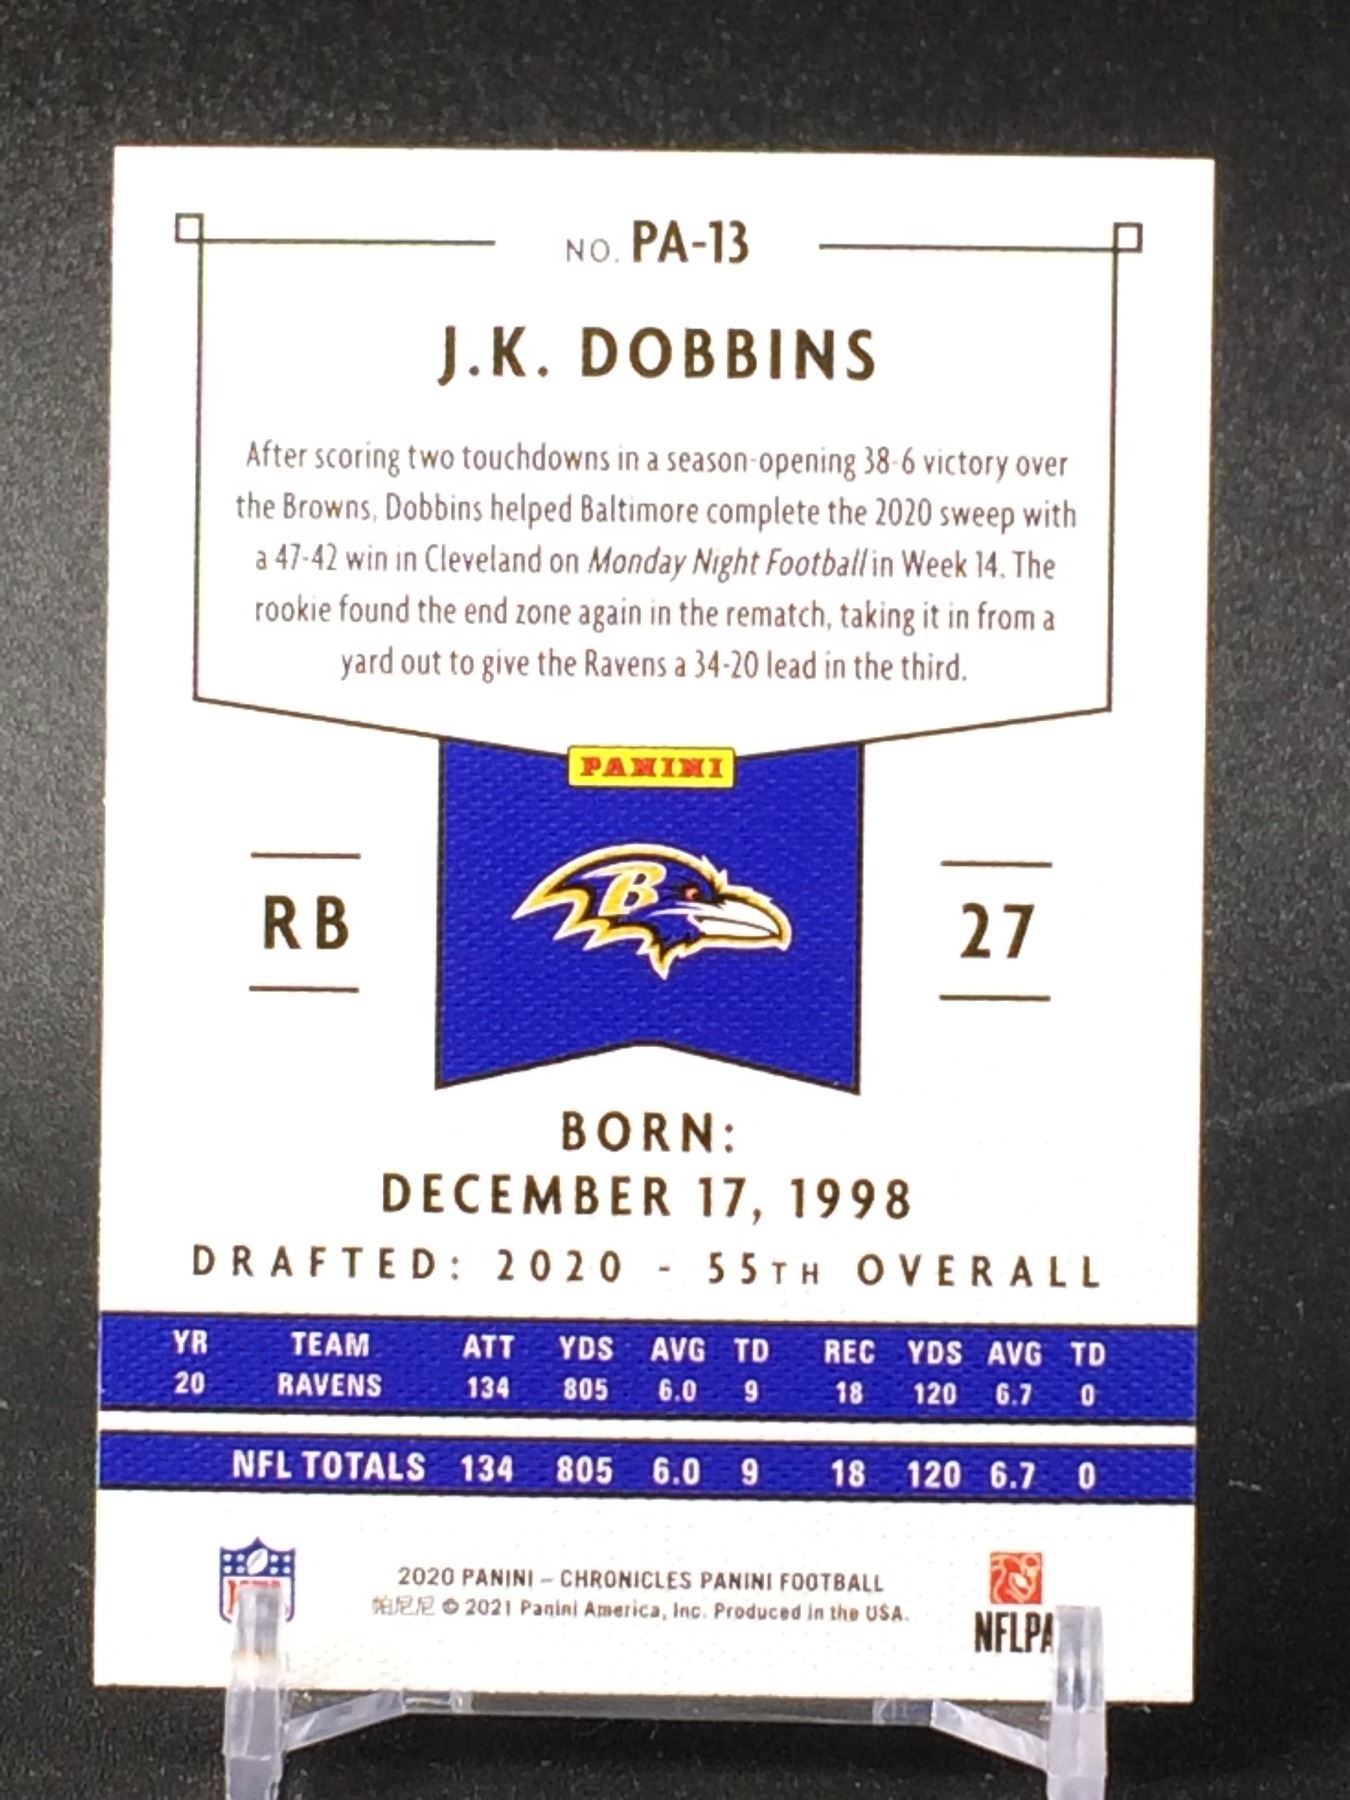 NO. PA-13
J.K. DOBBINS
After scoring two touchdowns in a season-opening 38-6 victory over
the Browns, Dobbins helped Baltimore complete the 2020 sweep with
a 47-42 win in Cleveland on Monday Night Football in Week 14. The
rookie found the end zone again in the rematch, taking it in from a
yard out to give the Ravens a 34-20 lead in the third.
PANINI
B
RB
27
BORN:
DECEMBER 17, 1998
DRAFTED: 2020 - 55TH OVERALL
YR TEAM ATT YDS AVG TD REC YDS AVG TD
20 RAVENS 134 805 6.0 9 18 120 6.7 0
NFL TOTALS 134 805 6.0 9 18 120 6.7 0
NFL
2020 PANINI – CHRONICLES PANINI FOOTBALL
帕尼尼 © 2021 Panini America, Inc. Produced in the USA.
NFLPA